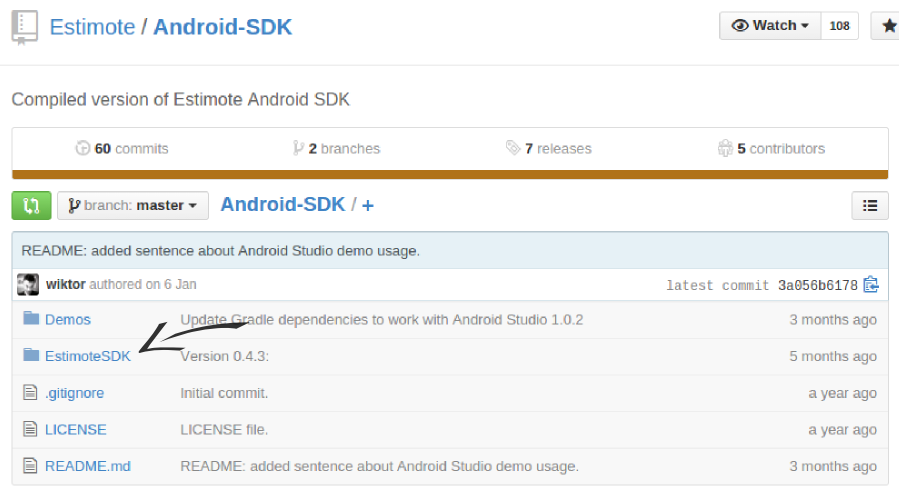 Estimote / Android-SDK
Watch 108
Compiled version of Estimote Android SDK
60 commits 2 branches 7 releases 5 contributors
branch: master Android-SDK / +
README: added sentence about Android Studio demo usage.
wiktor authored on 6 Jan latest commit 3a056b6178
Demos Update Gradle dependencies to work with Android Studio 1.0.2 3 months ago
EstimoteSDK Version 0.4.3: 5 months ago
.gitignore Initial commit. a year ago
LICENSE LICENSE file. a year ago
README.md README: added sentence about Android Studio demo usage. 3 months ago